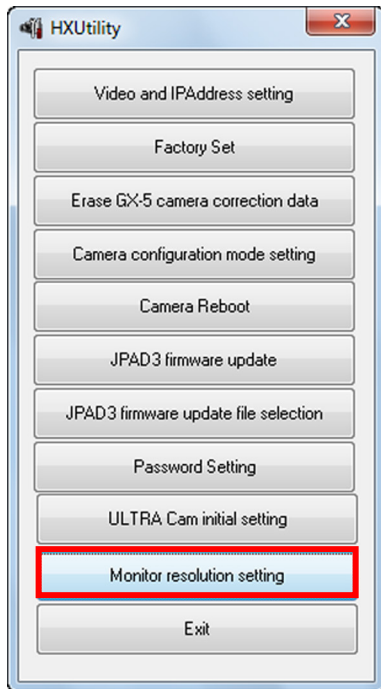 HXUtility
Video and IPAddress setting
Factory Set
Erase GX-5 camera correction data
Camera configuration mode setting
Camera Reboot
JPAD3 firmware update
JPAD3 firmware update file selection
Password Setting
ULTRA Cam initial setting
Monitor resolution setting
Exit